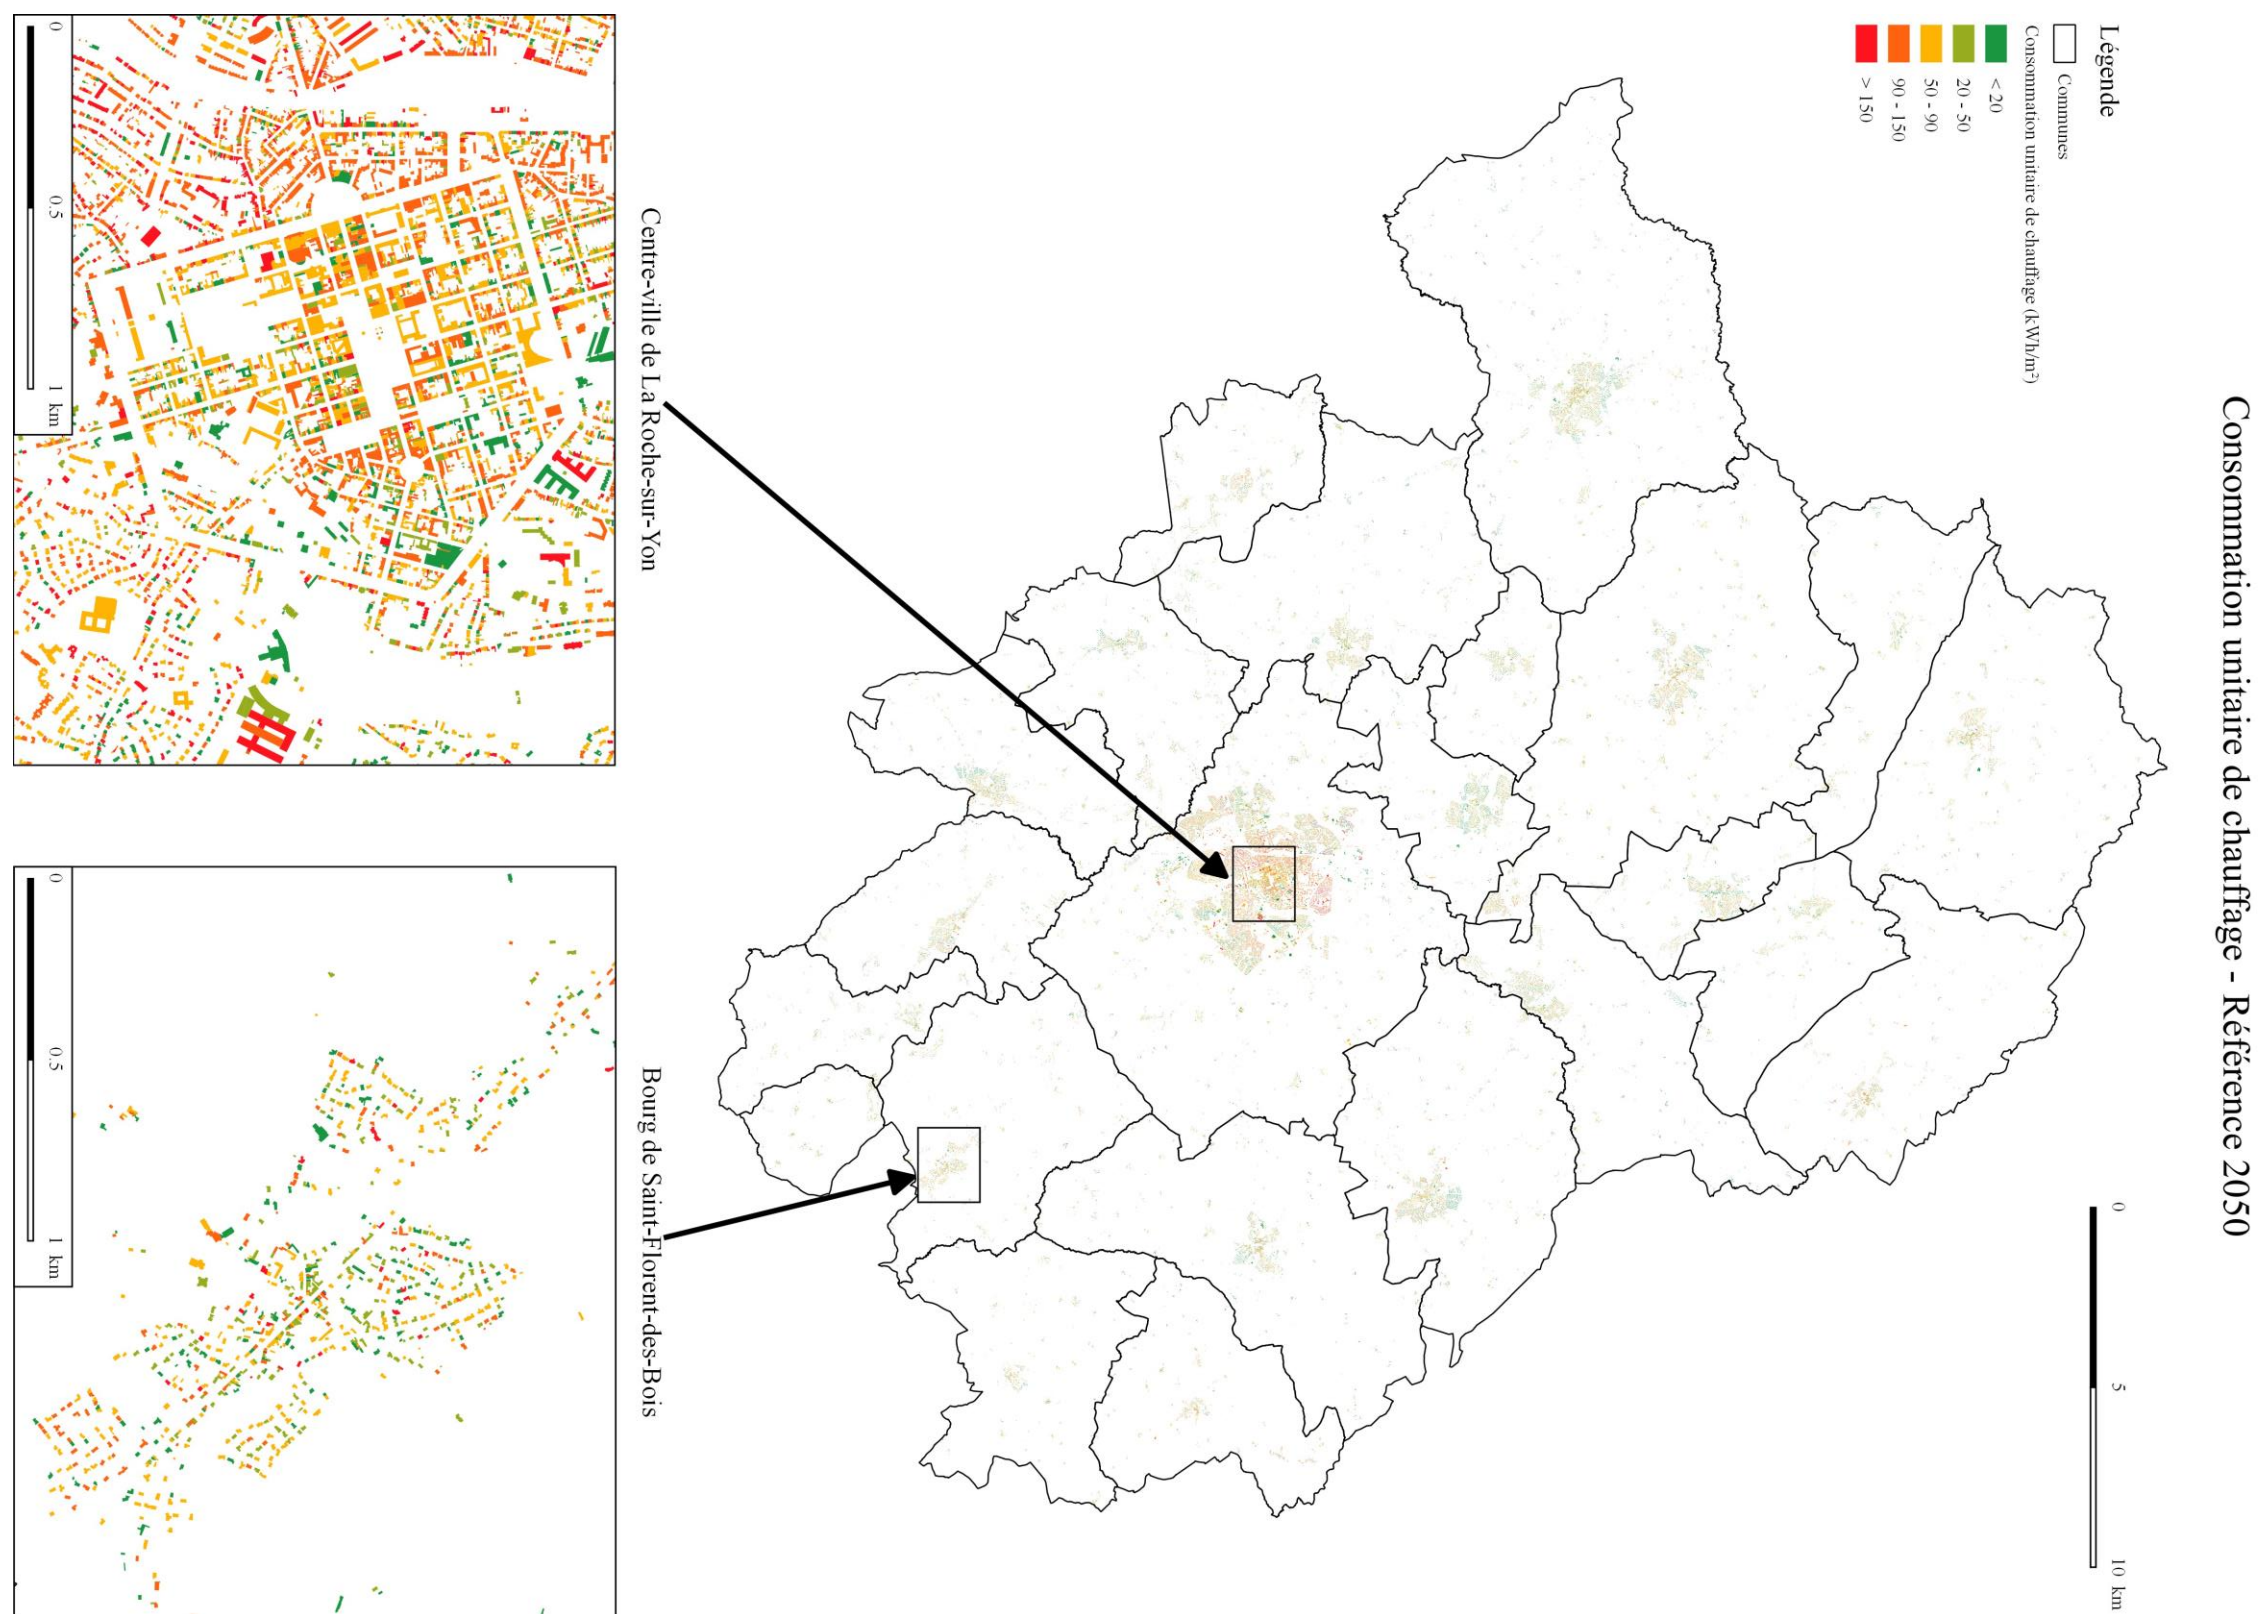 Consommation unitaire de chauffage - Référence 2050
Légende
Communes
Consommation unitaire de chauffage (kWh/m²)
< 20
20 - 50
50 - 90
90 - 150
> 150
0 5 10 km
Centre-ville de La Roche-sur-Yon
Bourg de Saint-Florent-des-Bois
0 0.5 1 km
0 0.5 1 km